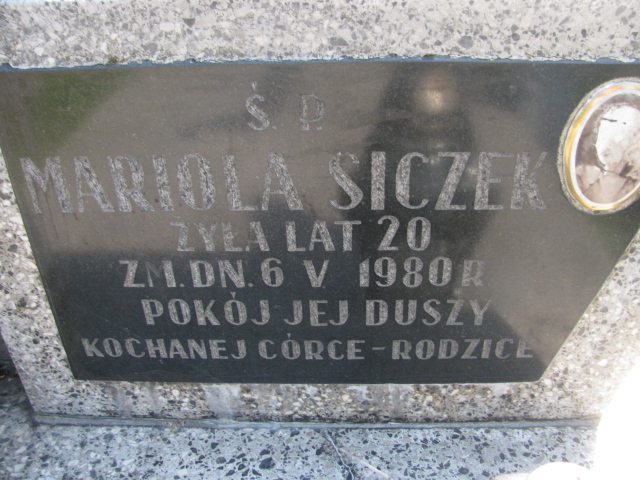 Ś. P.
MARIOLA SICZEK
ŻYŁA LAT 20
ZM. DN. 6 V 1980 R
POKÓJ JEJ DUSZY
KOCHANEJ CÓRCE - RODZICE